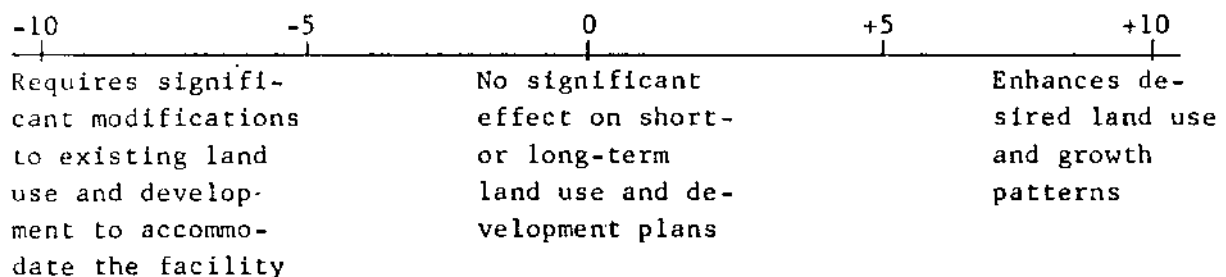 -10 -5 0 +5 +10
Requires signifi- No significant Enhances de-
cant modifications effect on short- sired land use
to existing land or long-term and growth
use and develop- land use and de- patterns
ment to accommo- velopment plans
date the facility